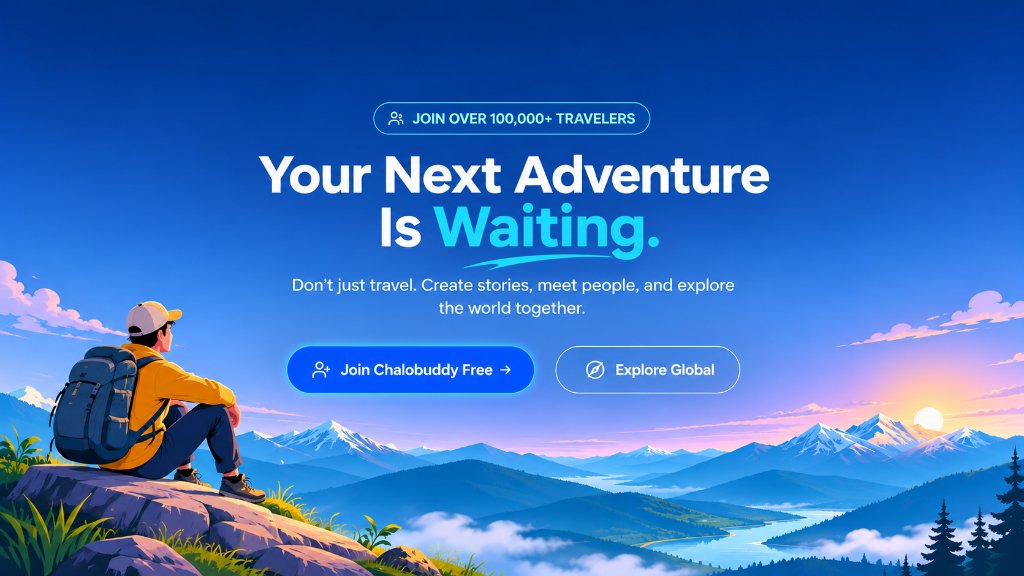 JOIN OVER 100,000+ TRAVELERS
Your Next Adventure
Is Waiting.
Don't just travel. Create stories, meet people, and explore
the world together.
Join Chalobuddy Free →
Explore Global